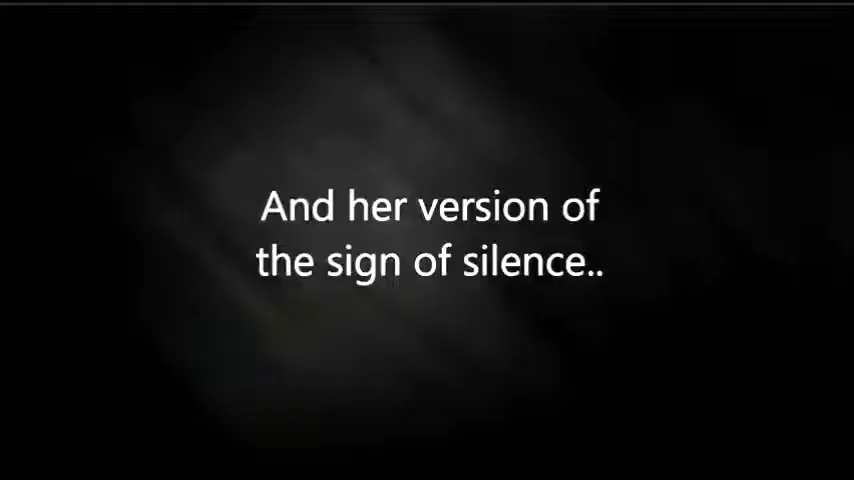 And her version of
the sign of silence..